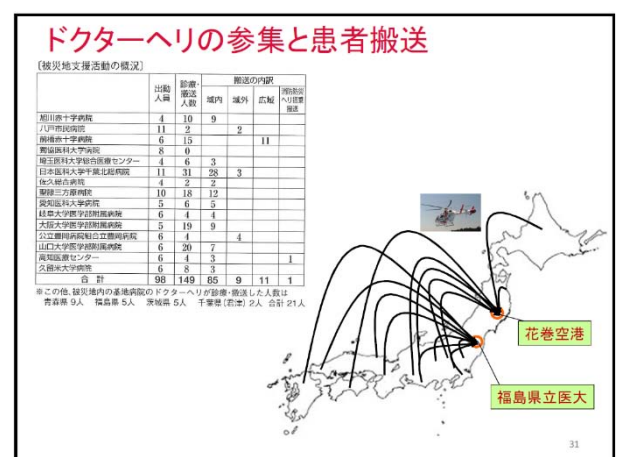 ドクターヘリの参集と患者搬送
〔被災地支援活動の概況〕
出動人員 診療・搬送人数 搬送の内訳
域内 域外 広域 消防防災ヘリ搭乗搬送
旭川赤十字病院 4 10 9
八戸市民病院 11 2 2
前橋赤十字病院 6 15 11
獨協医科大学病院 8 0
埼玉医科大学総合医療センター 4 6 3
日本医科大学千葉北総病院 11 31 28 3
佐久総合病院 4 2 2
聖隷三方原病院 10 18 12
愛知医科大学病院 5 6 5
岐阜大学医学部附属病院 6 4 4
大阪大学医学部附属病院 5 19 9
公立豊岡病院組合立豊岡病院 6 4 4
山口大学医学部附属病院 6 20 7
高知医療センター 6 4 3 1
久留米大学病院 6 8 3
合計 98 149 85 9 11 1
※この他、被災地内の基地病院のドクターヘリが診療・搬送した人数は
青森県 9人 福島県 5人 茨城県 5人 千葉県(君津) 2人 合計 21人
花巻空港
福島県立医大
31